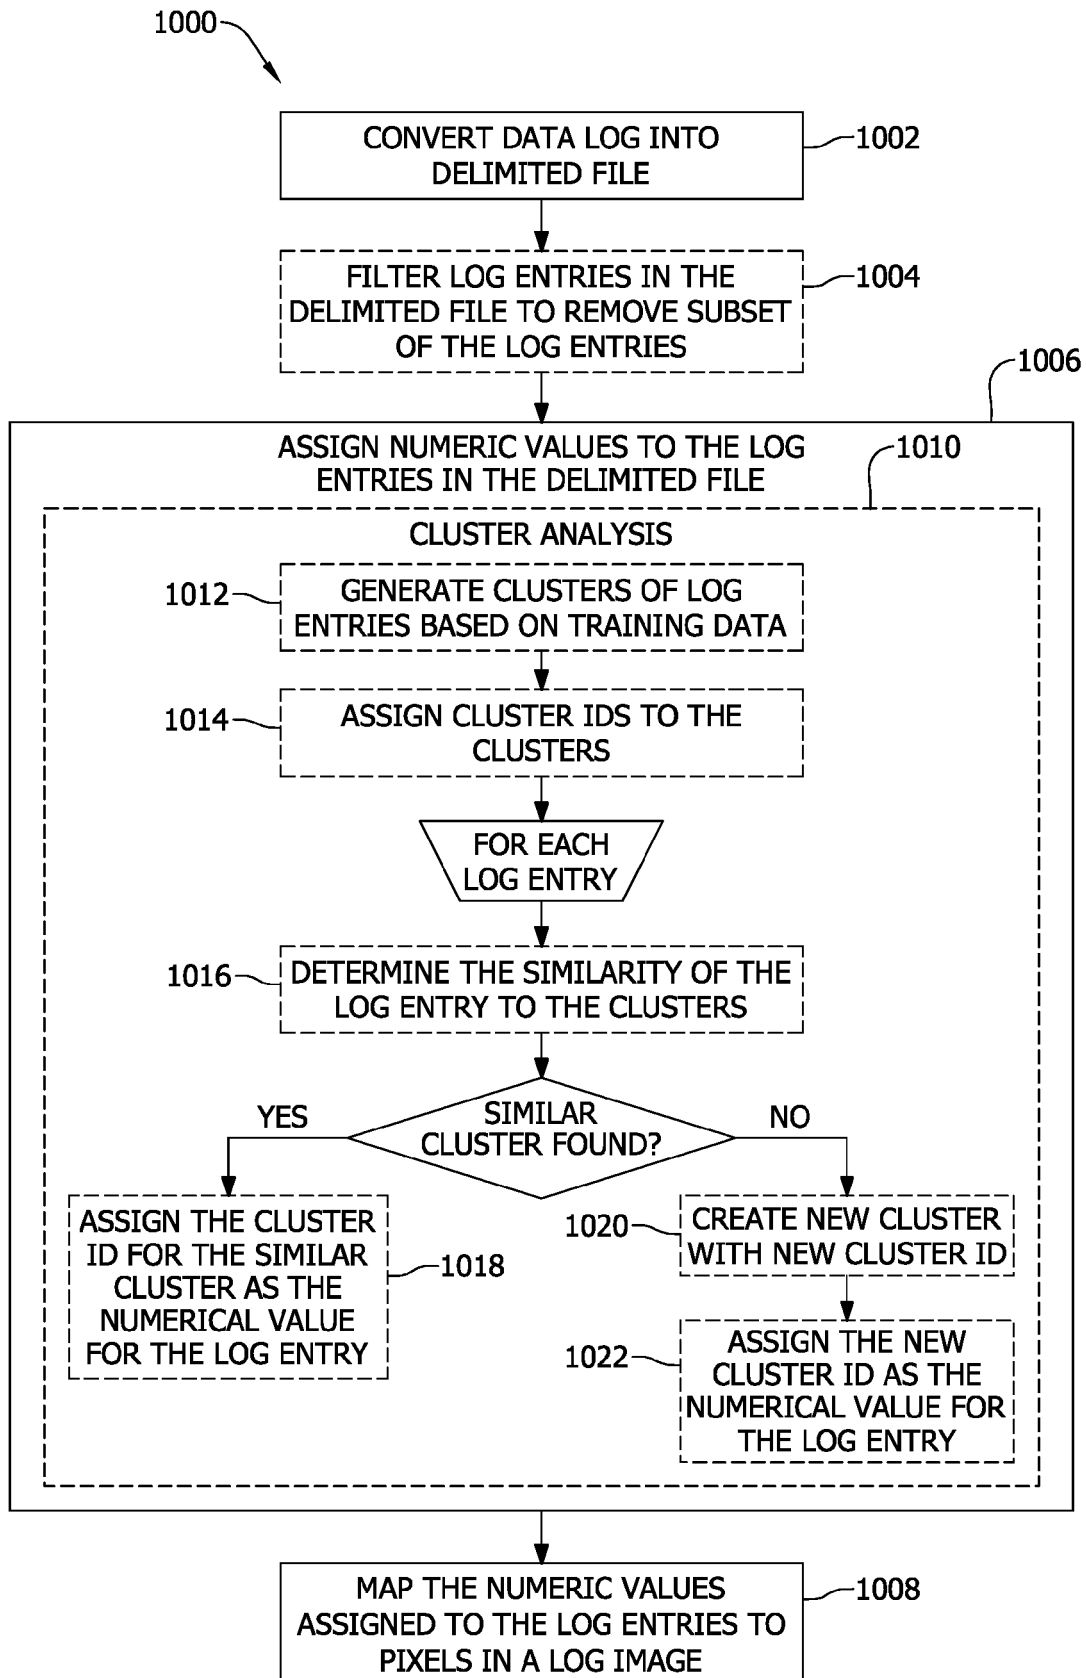 1000
CONVERT DATA LOG INTO
DELIMITED FILE
1002
FILTER LOG ENTRIES IN THE
DELIMITED FILE TO REMOVE SUBSET
OF THE LOG ENTRIES
1004
1006
ASSIGN NUMERIC VALUES TO THE LOG
ENTRIES IN THE DELIMITED FILE
1010
CLUSTER ANALYSIS
1012
GENERATE CLUSTERS OF LOG
ENTRIES BASED ON TRAINING DATA
1014
ASSIGN CLUSTER IDS TO THE
CLUSTERS
FOR EACH
LOG ENTRY
1016
DETERMINE THE SIMILARITY OF THE
LOG ENTRY TO THE CLUSTERS
SIMILAR
CLUSTER FOUND?
YES
NO
ASSIGN THE CLUSTER
ID FOR THE SIMILAR
CLUSTER AS THE
NUMERICAL VALUE
FOR THE LOG ENTRY
1018
1020
CREATE NEW CLUSTER
WITH NEW CLUSTER ID
1022
ASSIGN THE NEW
CLUSTER ID AS THE
NUMERICAL VALUE FOR
THE LOG ENTRY
MAP THE NUMERIC VALUES
ASSIGNED TO THE LOG ENTRIES TO
PIXELS IN A LOG IMAGE
1008